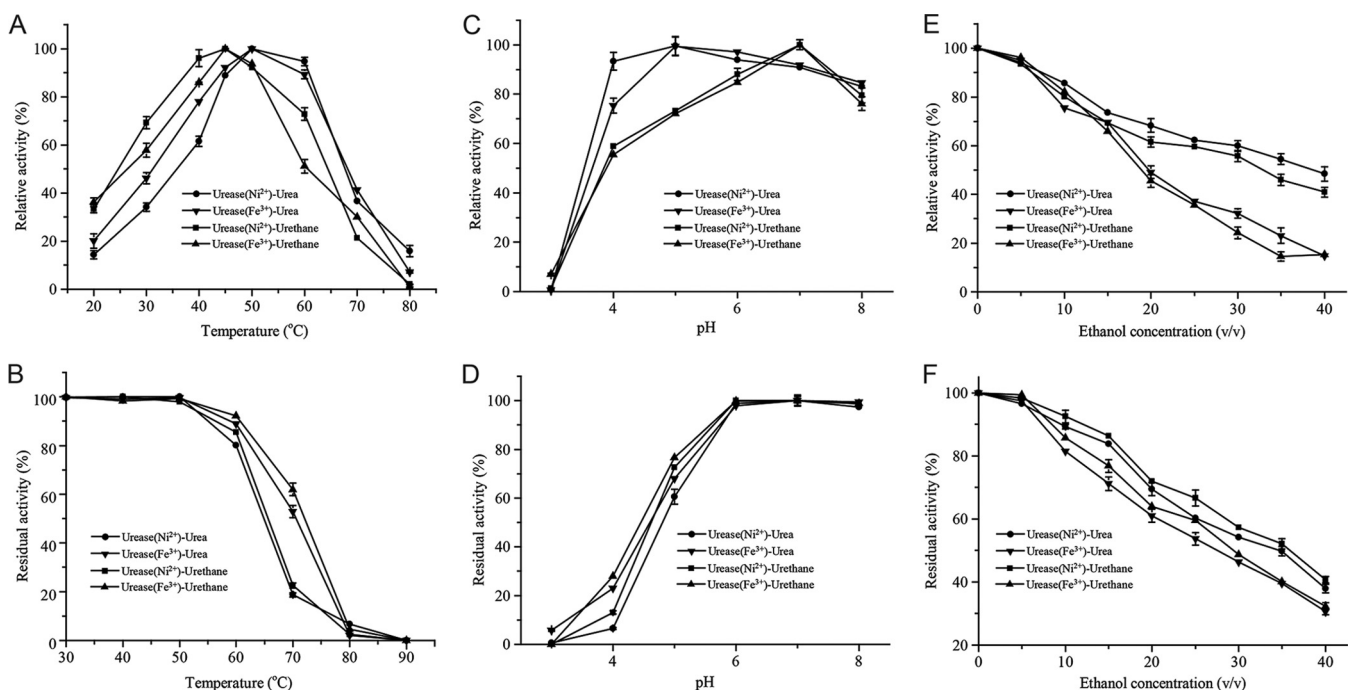 A
Relative activity (%)
100
80
60
40
20
0
Urease(Ni²⁺)-Urea
Urease(Fe³⁺)-Urea
Urease(Ni²⁺)-Urethane
Urease(Fe³⁺)-Urethane
20 30 40 50 60 70 80
Temperature (°C)
C
Relative activity (%)
100
80
60
40
20
0
Urease(Ni²⁺)-Urea
Urease(Fe³⁺)-Urea
Urease(Ni²⁺)-Urethane
Urease(Fe³⁺)-Urethane
4 6 8
pH
E
Relative activity (%)
100
80
60
40
20
0
Urease(Ni²⁺)-Urea
Urease(Fe³⁺)-Urea
Urease(Ni²⁺)-Urethane
Urease(Fe³⁺)-Urethane
0 10 20 30 40
Ethanol concentration (v/v)
B
Residual activity (%)
100
80
60
40
20
0
Urease(Ni²⁺)-Urea
Urease(Fe³⁺)-Urea
Urease(Ni²⁺)-Urethane
Urease(Fe³⁺)-Urethane
30 40 50 60 70 80 90
Temperature (°C)
D
Residual activity (%)
100
80
60
40
20
0
Urease(Ni²⁺)-Urea
Urease(Fe³⁺)-Urea
Urease(Ni²⁺)-Urethane
Urease(Fe³⁺)-Urethane
4 6 8
pH
F
Residual acitivity (%)
100
80
60
40
20
Urease(Ni²⁺)-Urea
Urease(Fe³⁺)-Urea
Urease(Ni²⁺)-Urethane
Urease(Fe³⁺)-Urethane
0 10 20 30 40
Ethanol concentration (v/v)